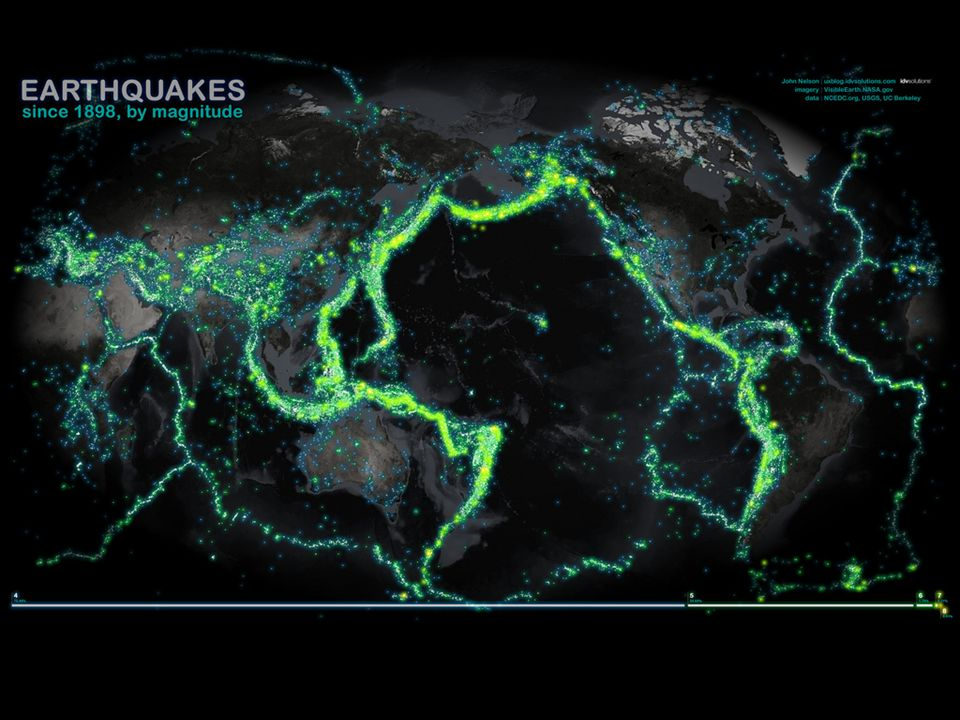 EARTHQUAKES
since 1898, by magnitude
John Nelson | uxblog.idvsolutions.com idvsolutions
imagery | VisibleEarth.NASA.gov
data | NCEDC.org, USGS, UC Berkeley
4 5 6 7
8